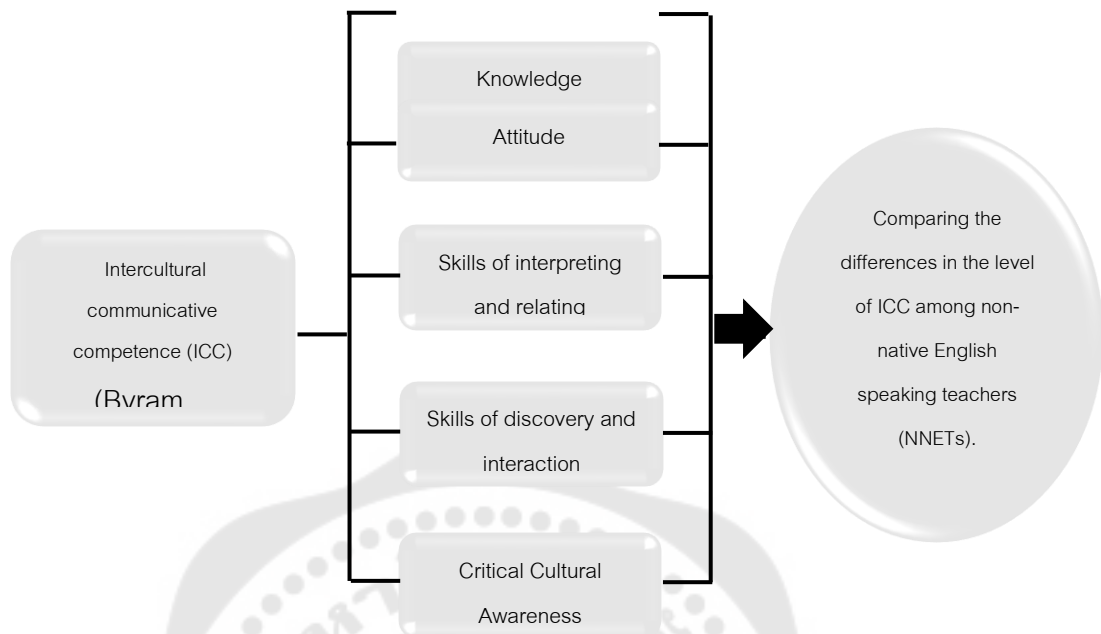 Knowledge
Attitude
Intercultural
communicative
competence (ICC)
(Byram
Skills of interpreting
and relating
Skills of discovery and
interaction
Critical Cultural
Awareness
Comparing the
differences in the level
of ICC among non-
native English
speaking teachers
(NNETs).